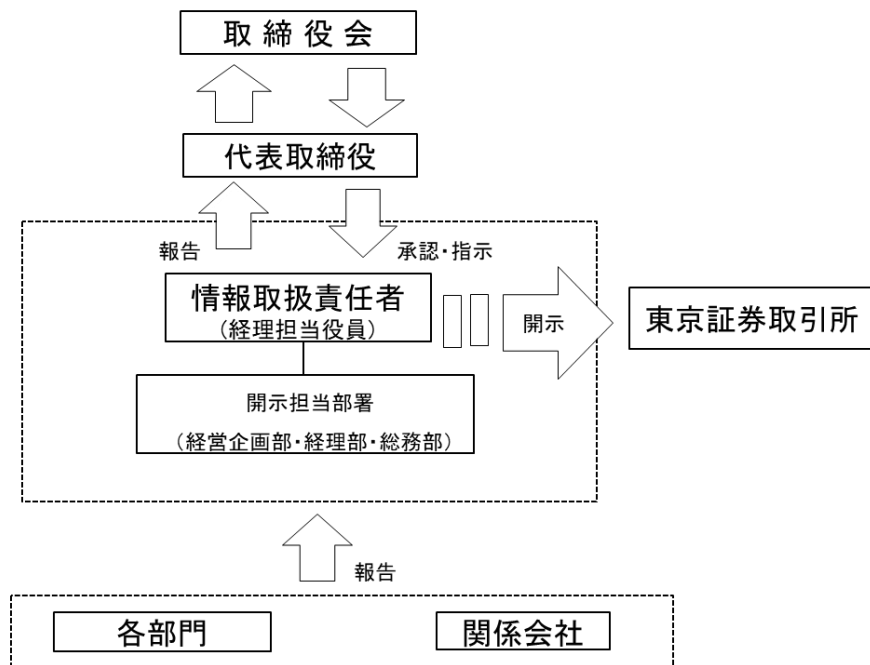 取締役会
代表取締役
報告
承認・指示
情報取扱責任者
（経理担当役員）
開示
東京証券取引所
開示担当部署
（経営企画部・経理部・総務部）
報告
各部門
関係会社